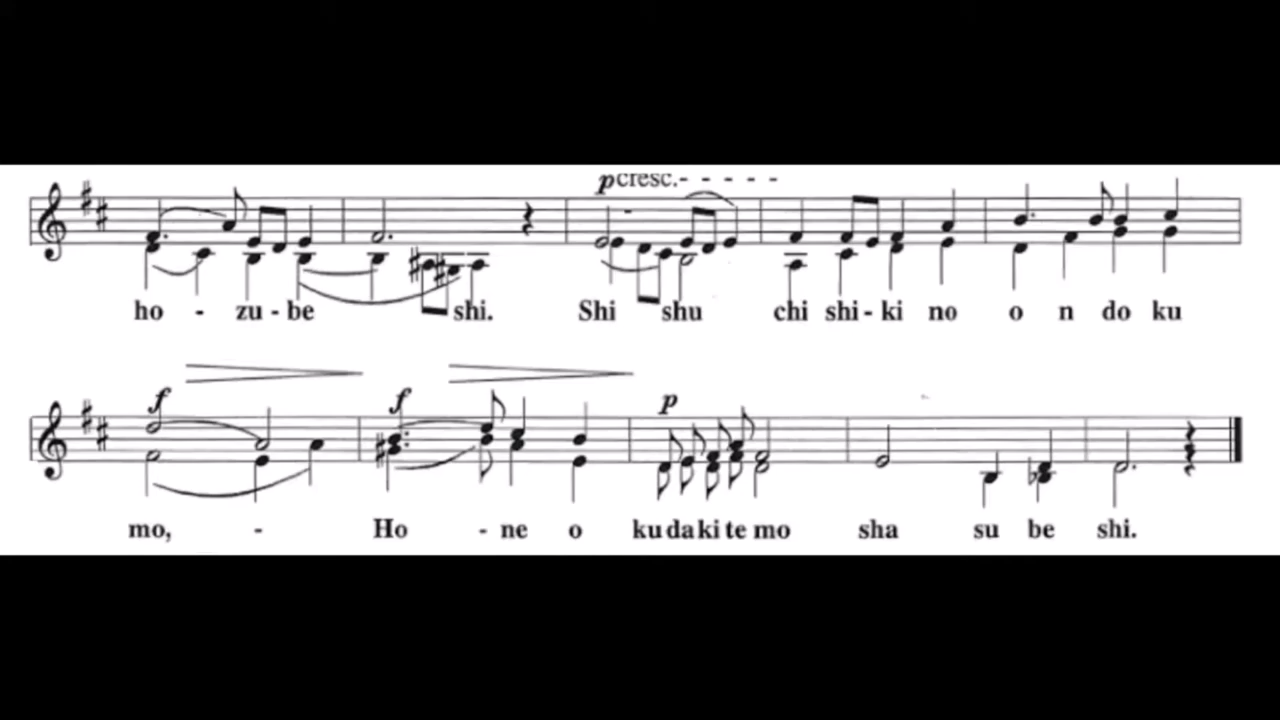 p cresc. - - - - -
ho - zu - be shi. Shi shu chi shi - ki no o n do ku
f f p
mo, - Ho - ne o ku da ki te mo sha su be shi.